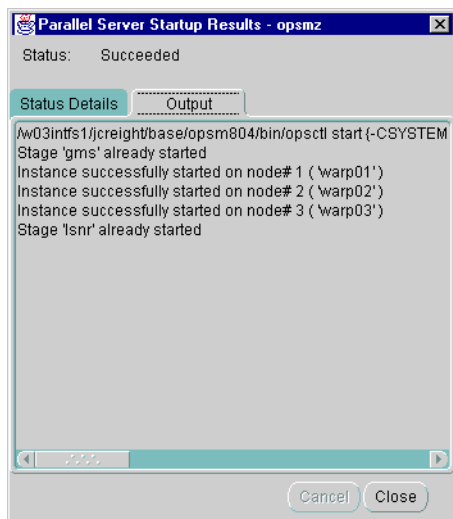 Parallel Server Startup Results - opsmz
Status: Succeeded
Status Details Output
/w03intfs1/jcreight/base/opsm804/bin/opsctl start {-CSYSTEM
Stage 'gms' already started
Instance successfully started on node# 1 ( 'warp01')
Instance successfully started on node# 2 ( 'warp02')
Instance successfully started on node# 3 ( 'warp03')
Stage 'lsnr' already started
Cancel Close